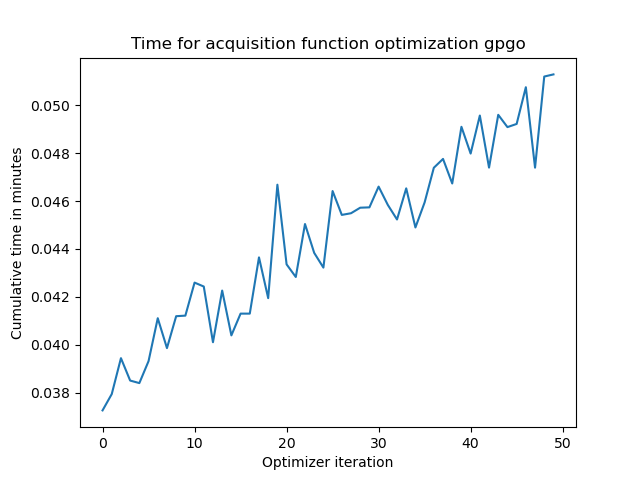 Time for acquisition function optimization gpgo
Cumulative time in minutes
0.050
0.048
0.046
0.044
0.042
0.040
0.038
0 10 20 30 40 50
Optimizer iteration